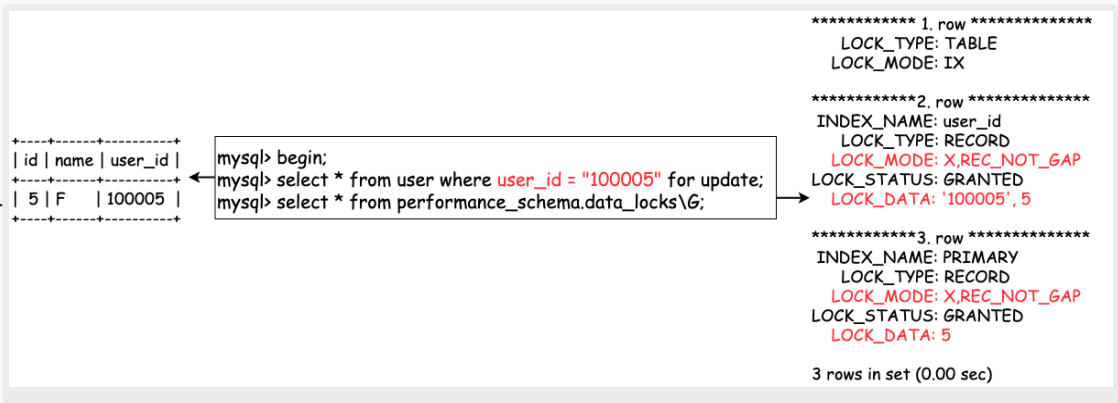 +----+------+---------+
| id | name | user_id |
+----+------+---------+
| 5 | F | 100005 |
+----+------+---------+
mysql> begin;
mysql> select * from user where user_id = "100005" for update;
mysql> select * from performance_schema.data_locks\G;
************ 1. row **************
LOCK_TYPE: TABLE
LOCK_MODE: IX
************2. row **************
INDEX_NAME: user_id
LOCK_TYPE: RECORD
LOCK_MODE: X,REC_NOT_GAP
LOCK_STATUS: GRANTED
LOCK_DATA: '100005', 5
************3. row **************
INDEX_NAME: PRIMARY
LOCK_TYPE: RECORD
LOCK_MODE: X,REC_NOT_GAP
LOCK_STATUS: GRANTED
LOCK_DATA: 5
3 rows in set (0.00 sec)